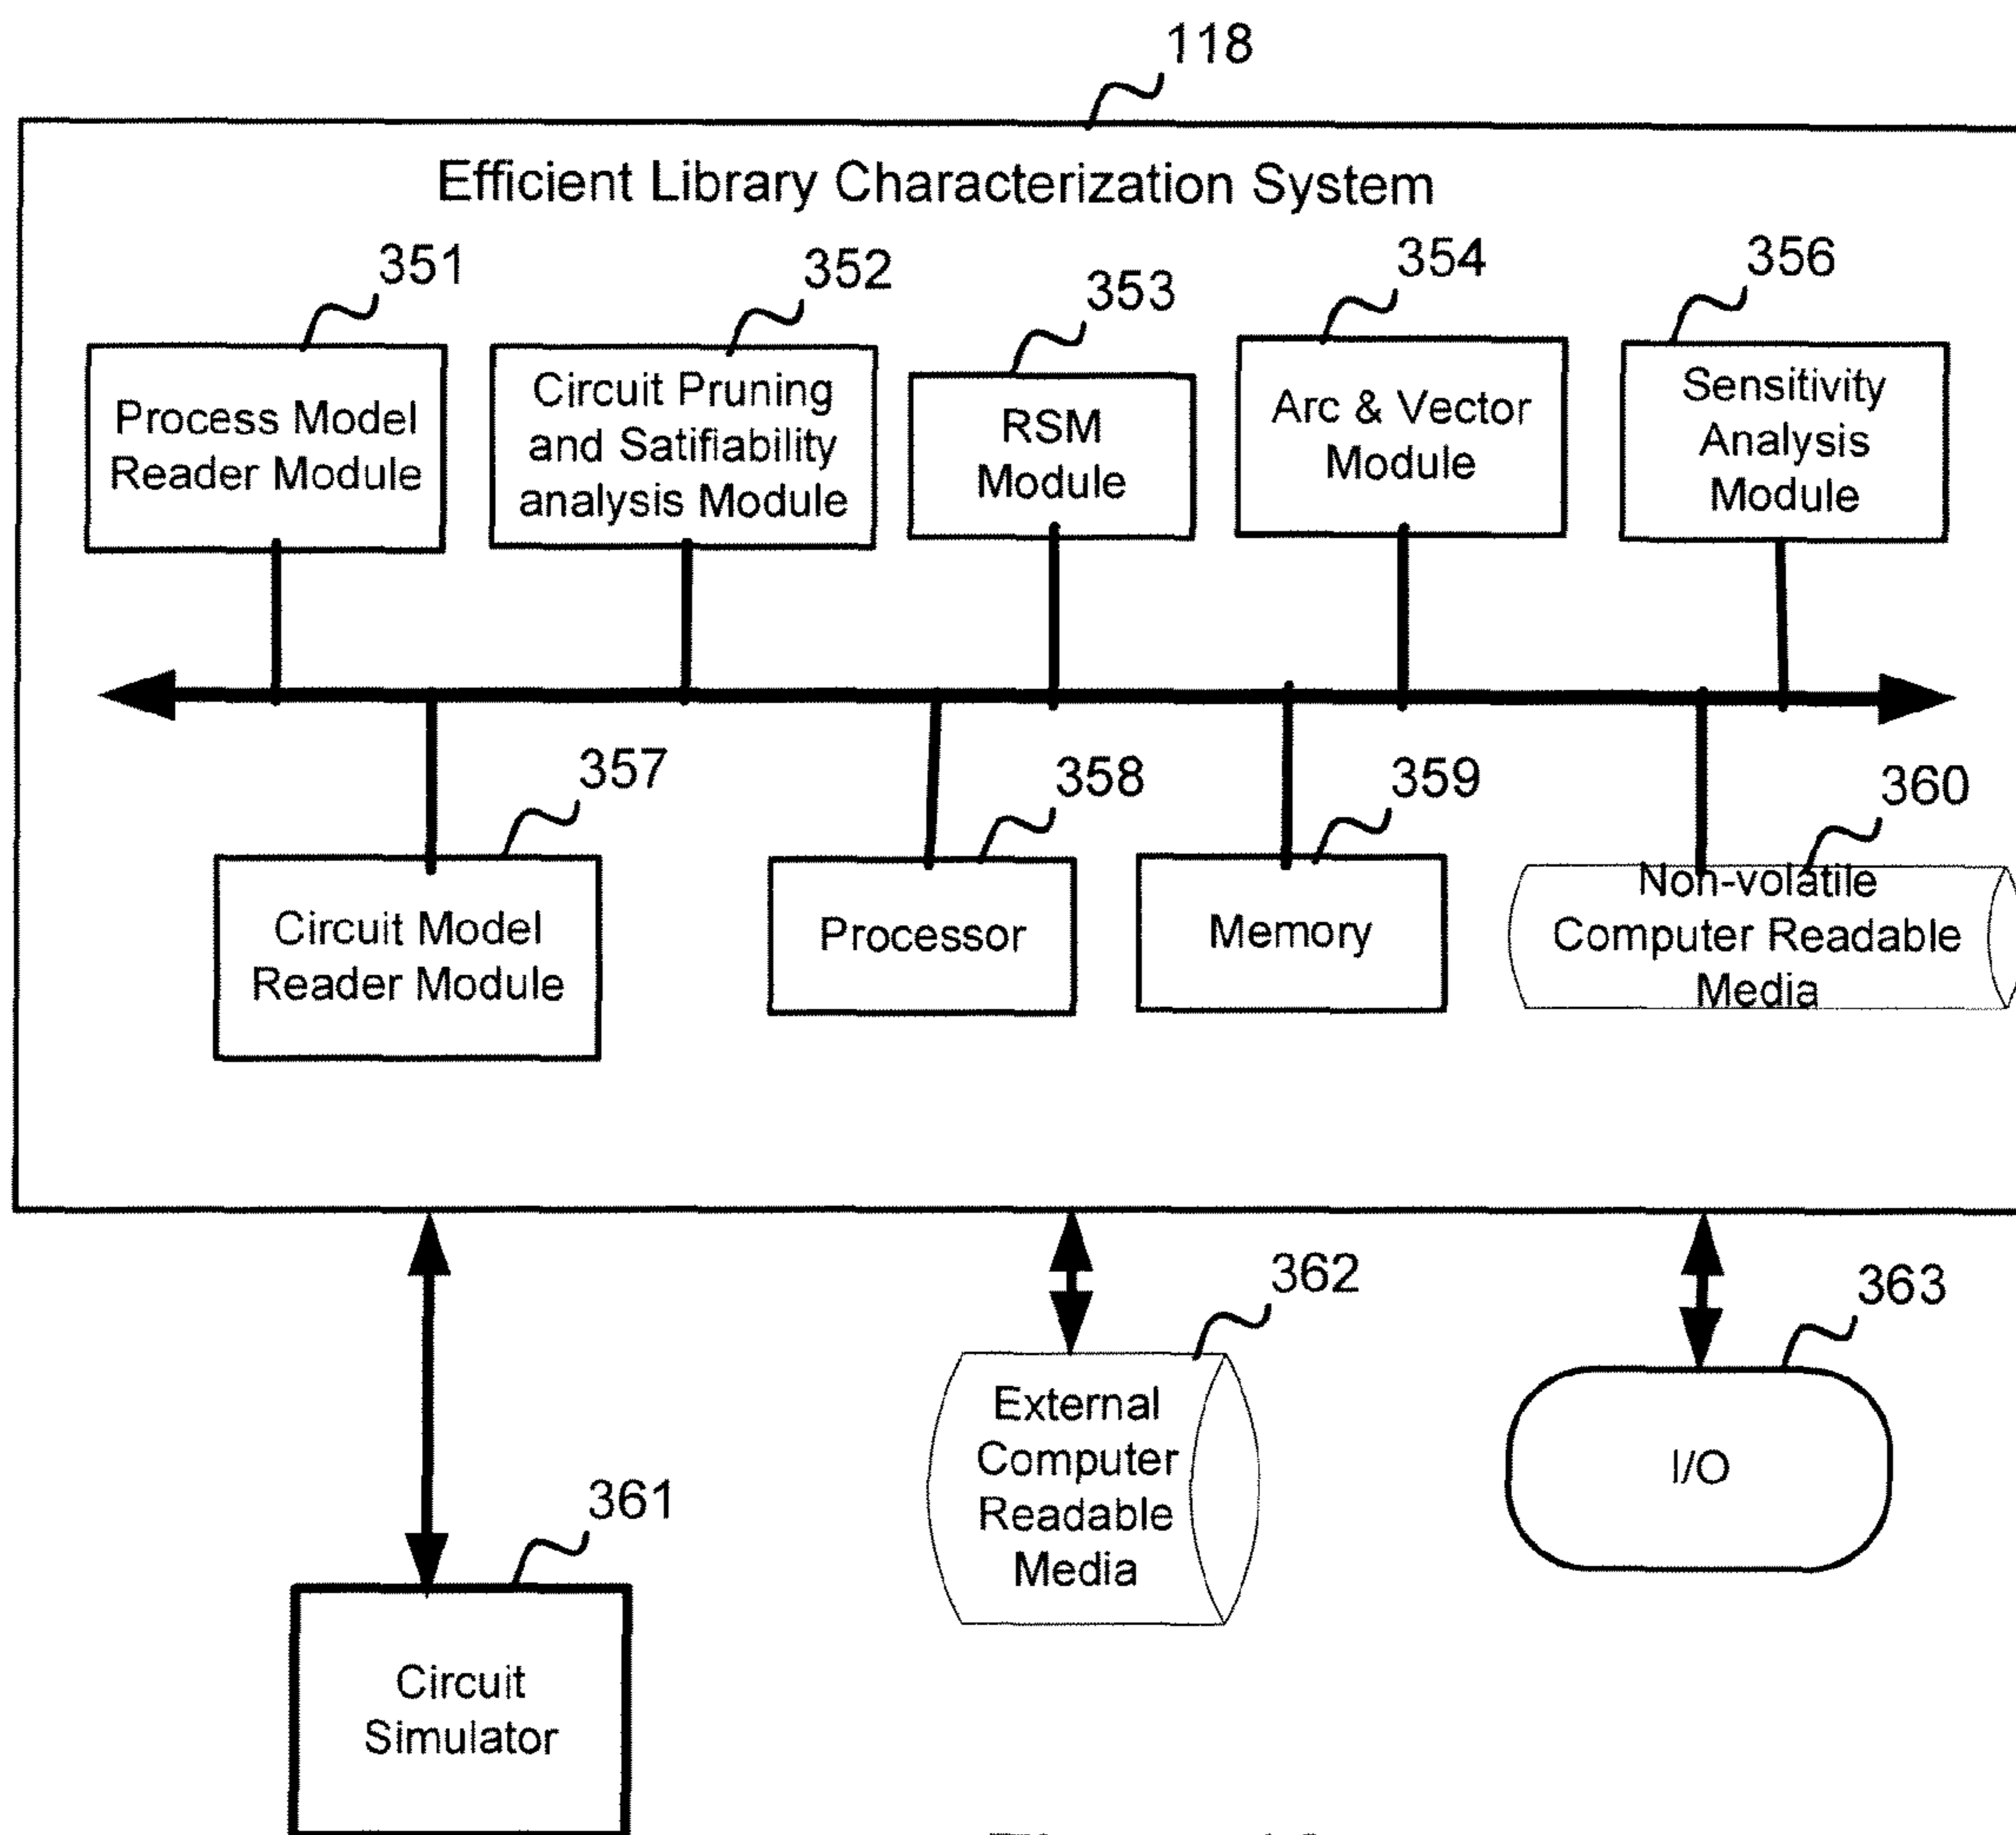 118
Efficient Library Characterization System
351
352
353
354
356
Process Model
Reader Module
Circuit Pruning
and Satifiability
analysis Module
RSM
Module
Arc & Vector
Module
Sensitivity
Analysis
Module
357
358
359
360
Circuit Model
Reader Module
Processor
Memory
Non-volatile
Computer Readable
Media
361
362
363
Circuit
Simulator
External
Computer
Readable
Media
I/O